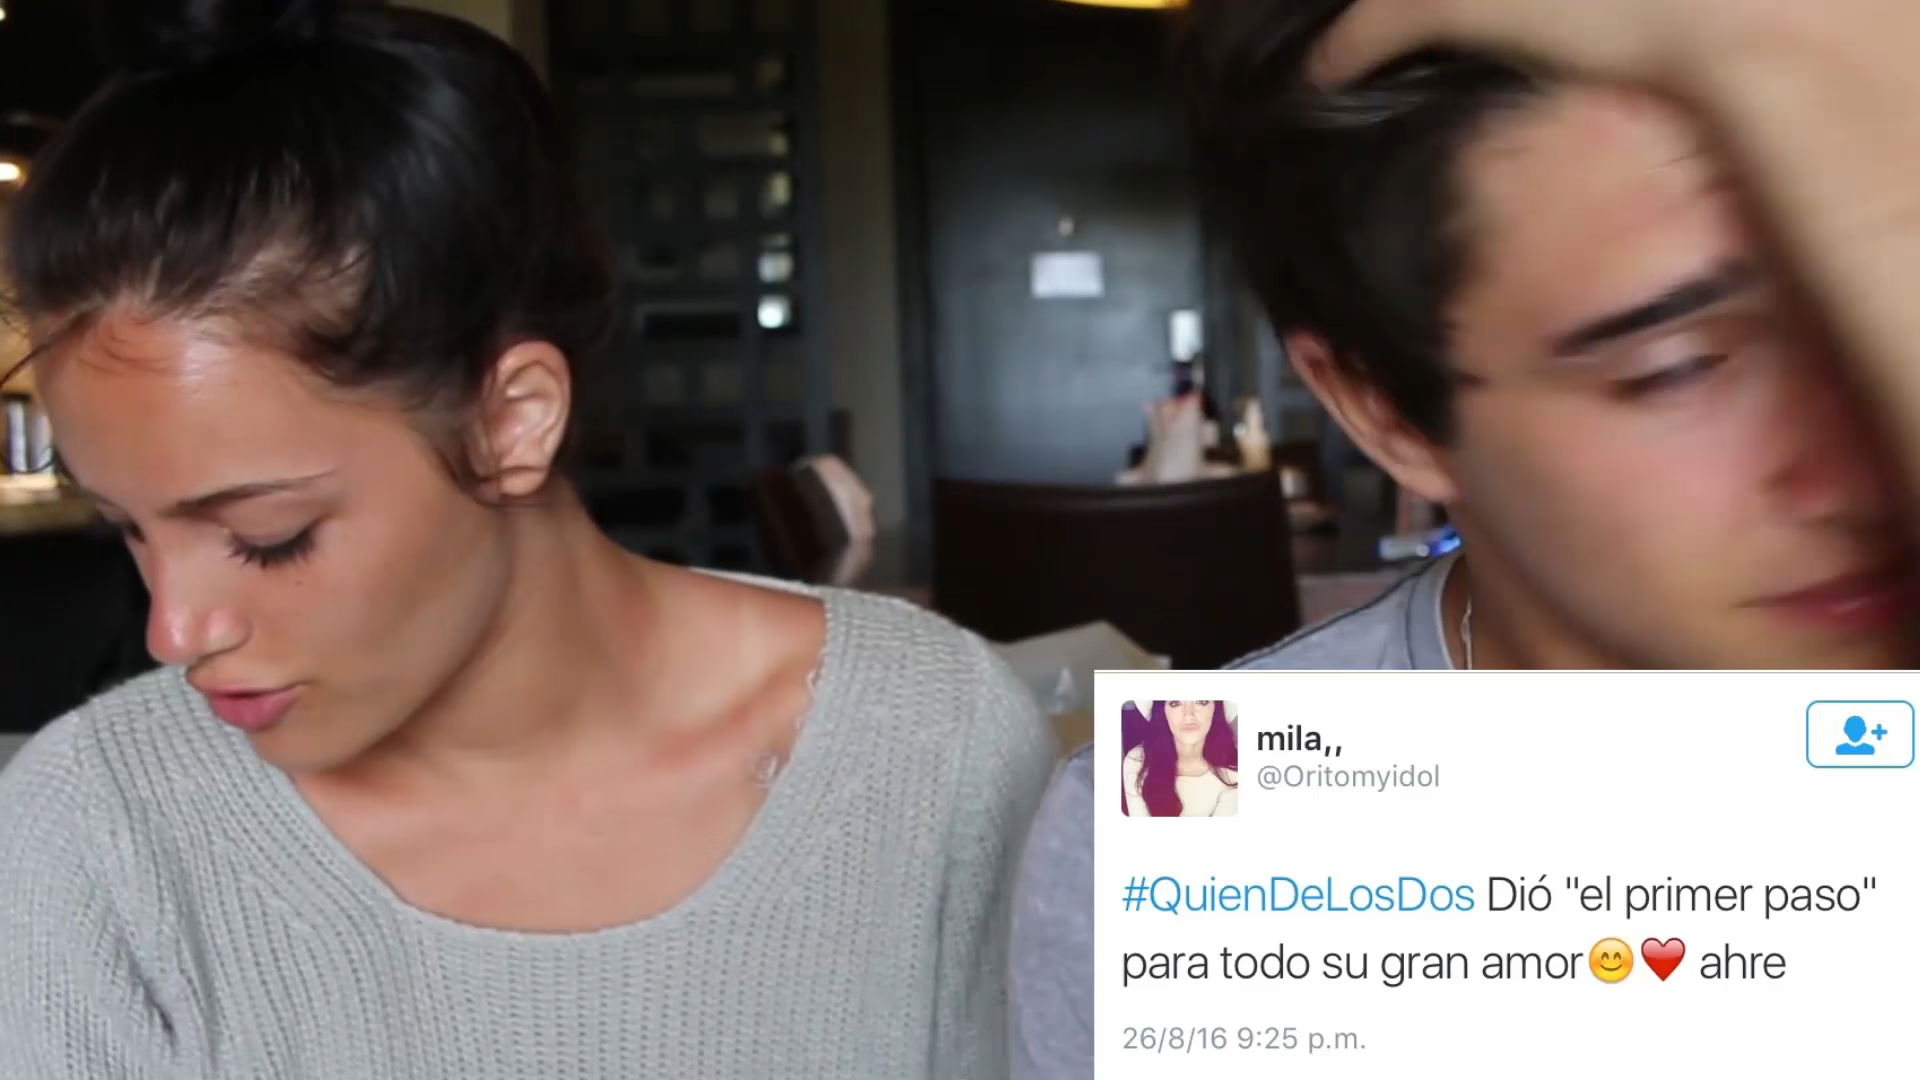 mila,,
@Oritomyidol
#QuienDeLosDos Dió "el primer paso"
para todo su gran amor😊❤️ ahre
26/8/16 9:25 p.m.